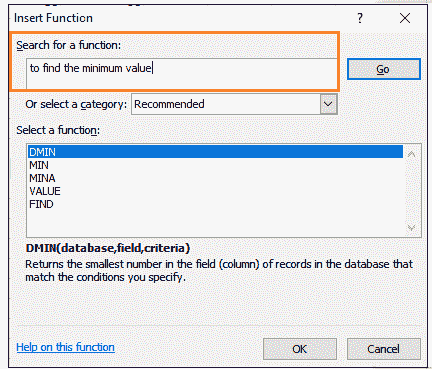 Insert Function
Search for a function:
to find the minimum value
Go
Or select a category: Recommended
Select a function:
DMIN
MIN
MINA
VALUE
FIND
DMIN(database,field,criteria)
Returns the smallest number in the field (column) of records in the database that
match the conditions you specify.
Help on this function
OK
Cancel